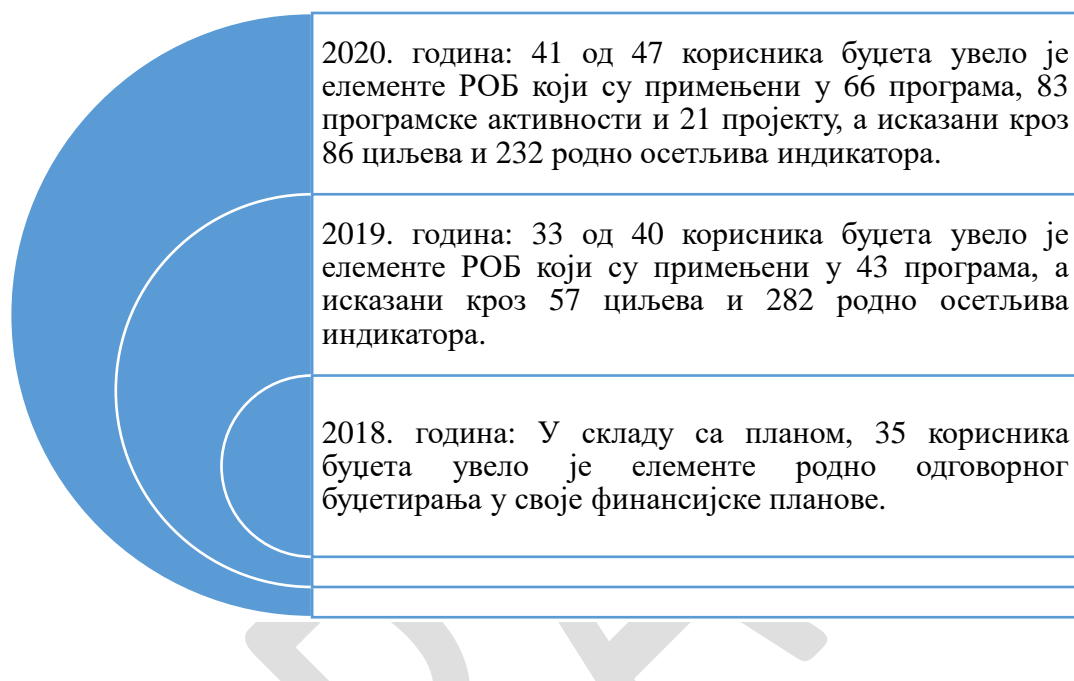 2020. година: 41 од 47 корисника буџета увело је
елементе РОБ који су примењени у 66 програма, 83
програмске активности и 21 пројекту, а исказани кроз
86 циљева и 232 родно осетљива индикатора.
2019. година: 33 од 40 корисника буџета увело је
елементе РОБ који су примењени у 43 програма, а
исказани кроз 57 циљева и 282 родно осетљива
индикатора.
2018. година: У складу са планом, 35 корисника
буџета увело је елементе родно одговорног
буџетирања у своје финансијске планове.